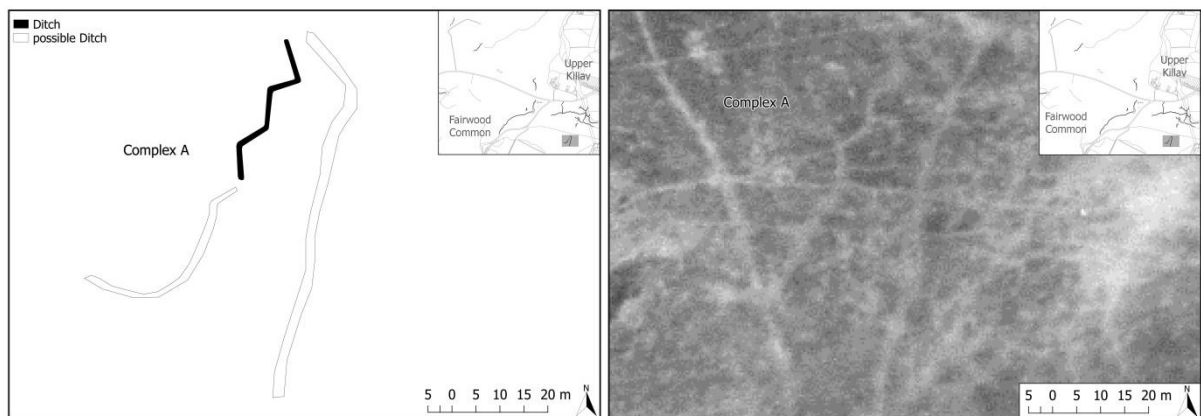 Ditch
possible Ditch
Complex A
Upper
Killay
Fairwood
Common
5 0 5 10 15 20 m
N
Complex A
Upper
Killay
Fairwood
Common
5 0 5 10 15 20 m
N